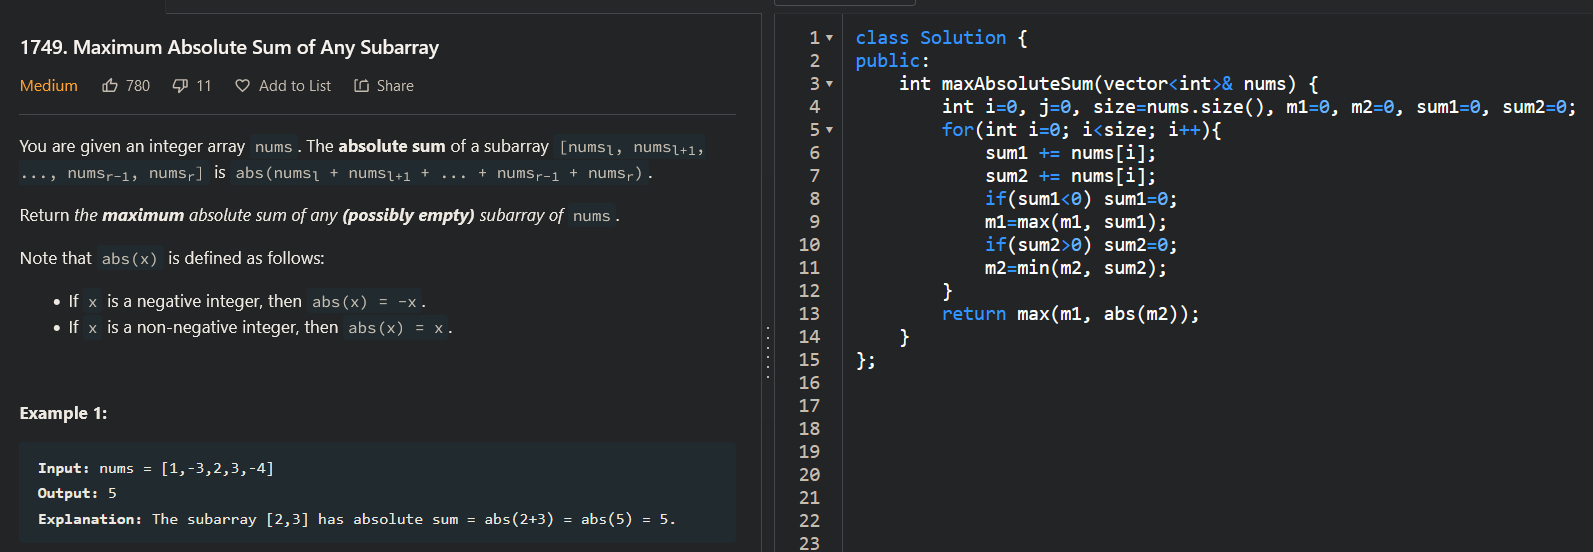 1749. Maximum Absolute Sum of Any Subarray
Medium 780 11 Add to List Share
You are given an integer array nums . The absolute sum of a subarray [numsl, numsl+1,
..., numsr-1, numsr] is abs(numsl + numsl+1 + ... + numsr-1 + numsr) .
Return the maximum absolute sum of any (possibly empty) subarray of nums .
Note that abs(x) is defined as follows:
• If x is a negative integer, then abs(x) = -x .
• If x is a non-negative integer, then abs(x) = x .
Example 1:
Input: nums = [1,-3,2,3,-4]
Output: 5
Explanation: The subarray [2,3] has absolute sum = abs(2+3) = abs(5) = 5.
1 class Solution {
2 public:
3     int maxAbsoluteSum(vector<int>& nums) {
4         int i=0, j=0, size=nums.size(), m1=0, m2=0, sum1=0, sum2=0;
5         for(int i=0; i<size; i++){
6             sum1 += nums[i];
7             sum2 += nums[i];
8             if(sum1<0) sum1=0;
9             m1=max(m1, sum1);
10             if(sum2>0) sum2=0;
11             m2=min(m2, sum2);
12         }
13         return max(m1, abs(m2));
14     }
15 };
16
17
18
19
20
21
22
23